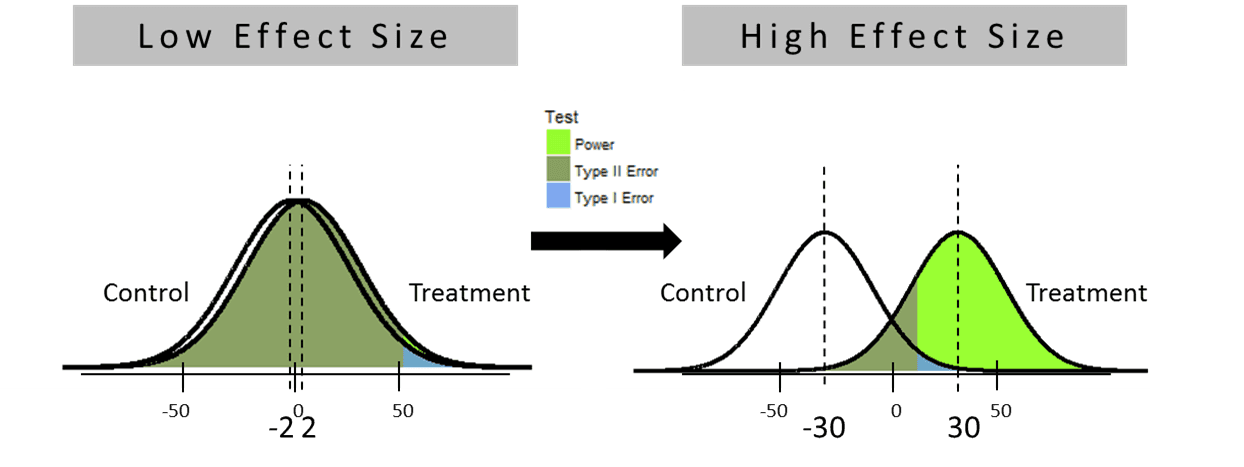 Low Effect Size
High Effect Size
Test
Power
Type II Error
Type I Error
Control
Treatment
Control
Treatment
-50
0
50
-2 2
-50
0
50
-30
30